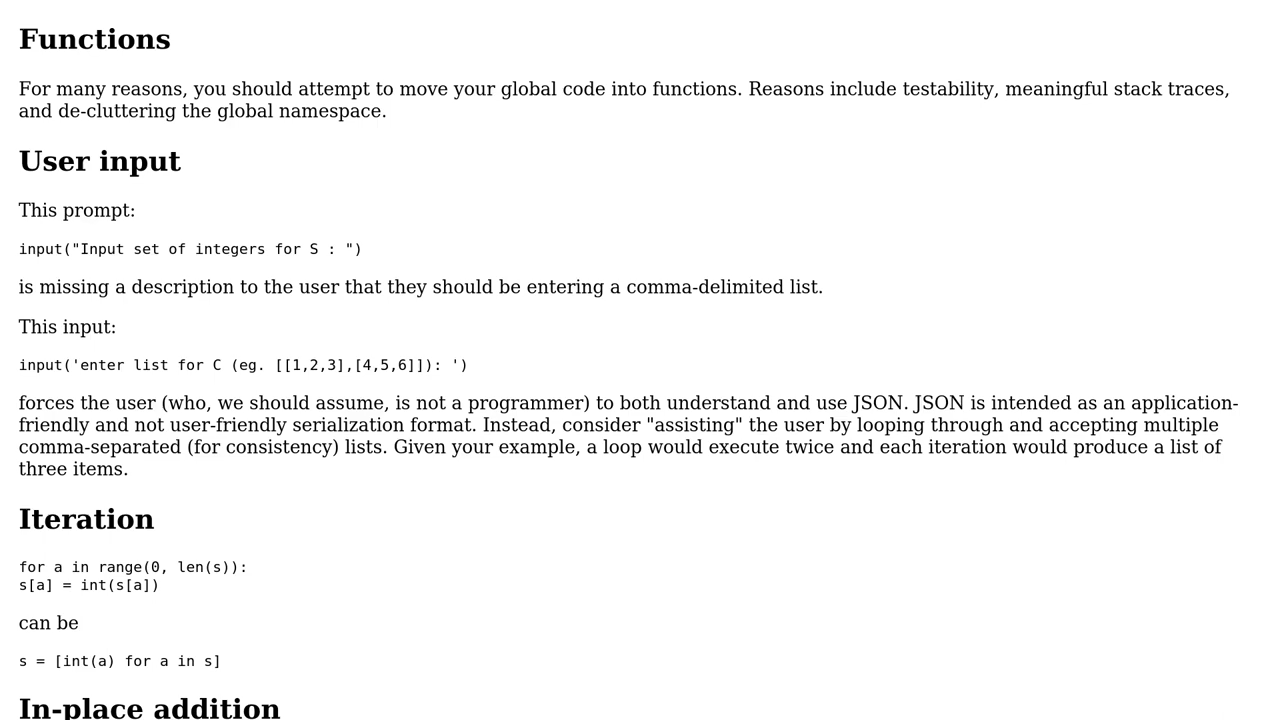 Functions
For many reasons, you should attempt to move your global code into functions. Reasons include testability, meaningful stack traces,
and de-cluttering the global namespace.
User input
This prompt:
input("Input set of integers for S : ")
is missing a description to the user that they should be entering a comma-delimited list.
This input:
input('enter list for C (eg. [[1,2,3],[4,5,6]]): ')
forces the user (who, we should assume, is not a programmer) to both understand and use JSON. JSON is intended as an application-
friendly and not user-friendly serialization format. Instead, consider "assisting" the user by looping through and accepting multiple
comma-separated (for consistency) lists. Given your example, a loop would execute twice and each iteration would produce a list of
three items.
Iteration
for a in range(0, len(s)):
s[a] = int(s[a])
can be
s = [int(a) for a in s]
In-place addition